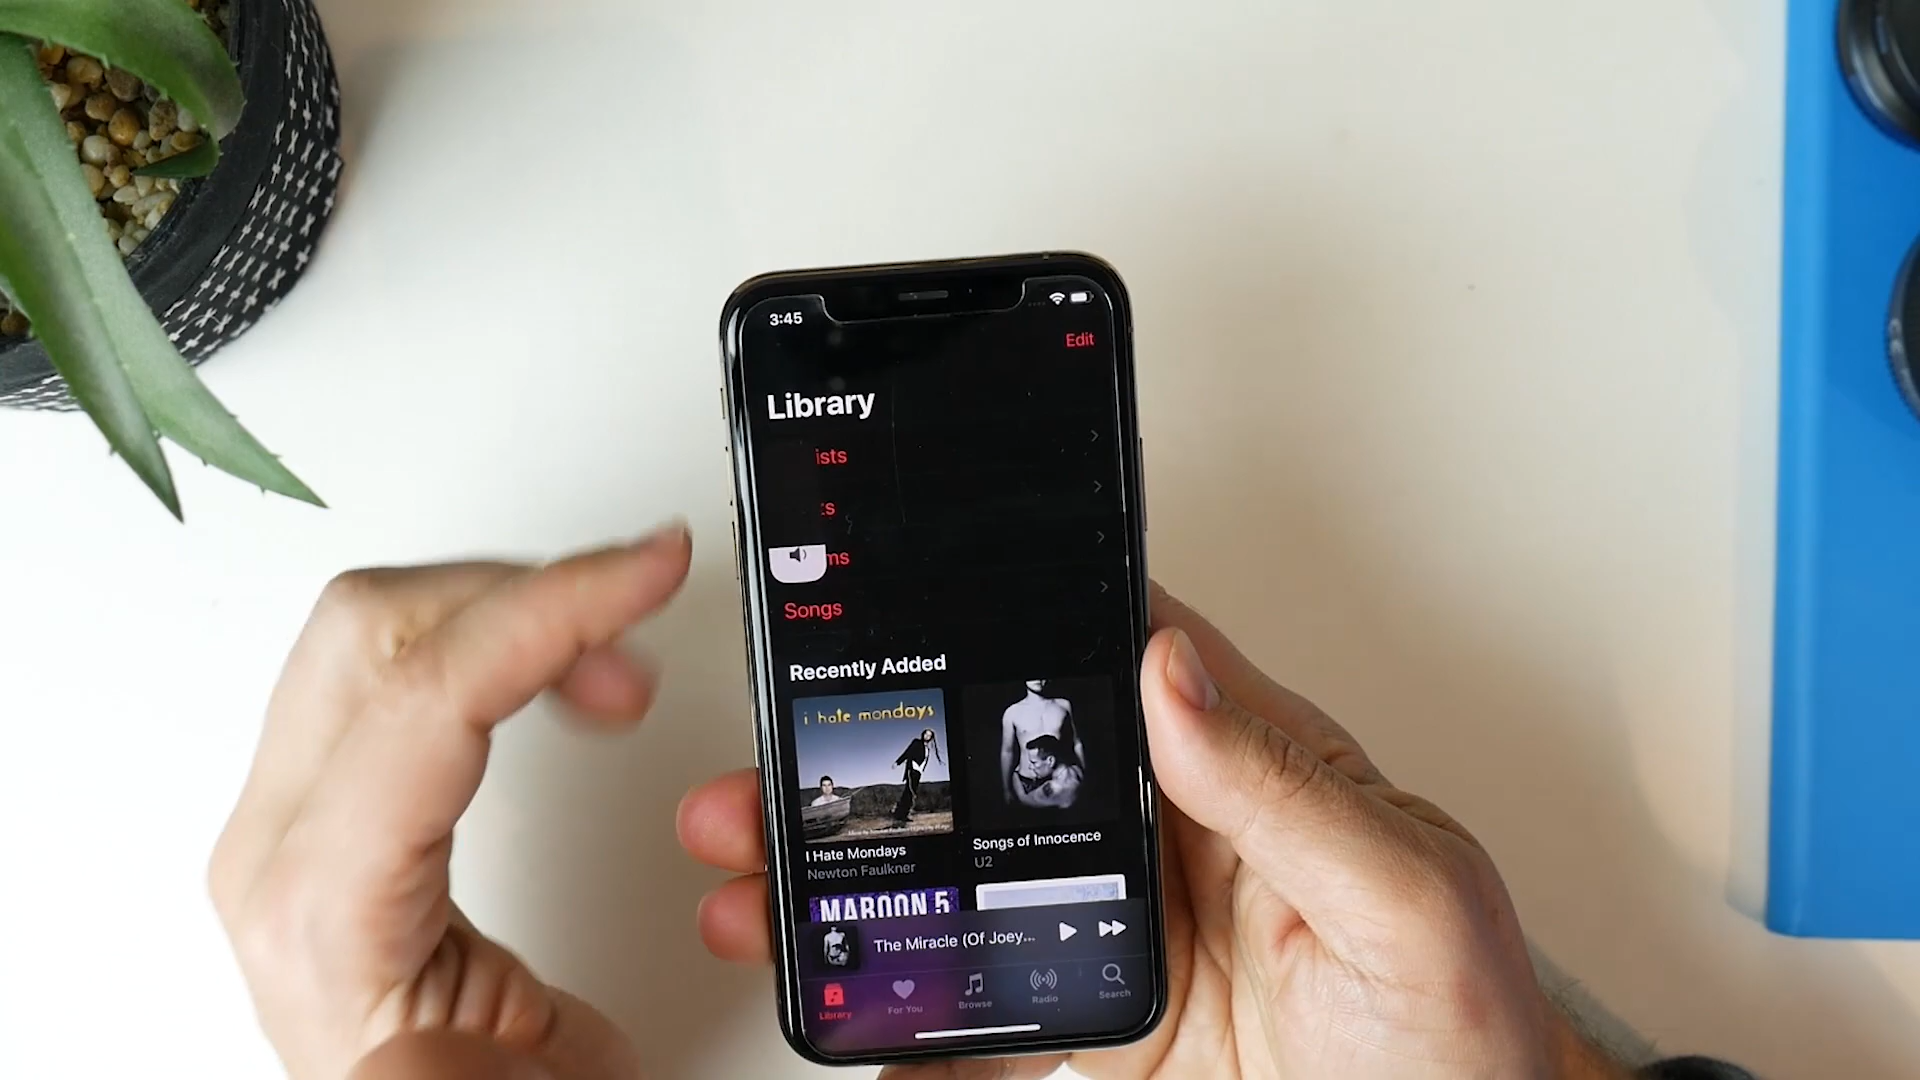 3:45
Edit
Library
ists
ts
ms
Songs
Recently Added
i hate mondays
I Hate Mondays
Newton Faulkner
Songs of Innocence
U2
MAROON 5
The Miracle (Of Joey...
Library
For You
Browse
Radio
Search